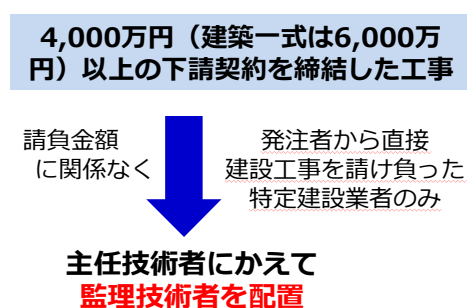 4,000万円（建築一式は6,000万
円）以上の下請契約を締結した工事
請負金額
に関係なく
発注者から直接
建設工事を請け負った
特定建設業者のみ
主任技術者にかえて
監理技術者を配置